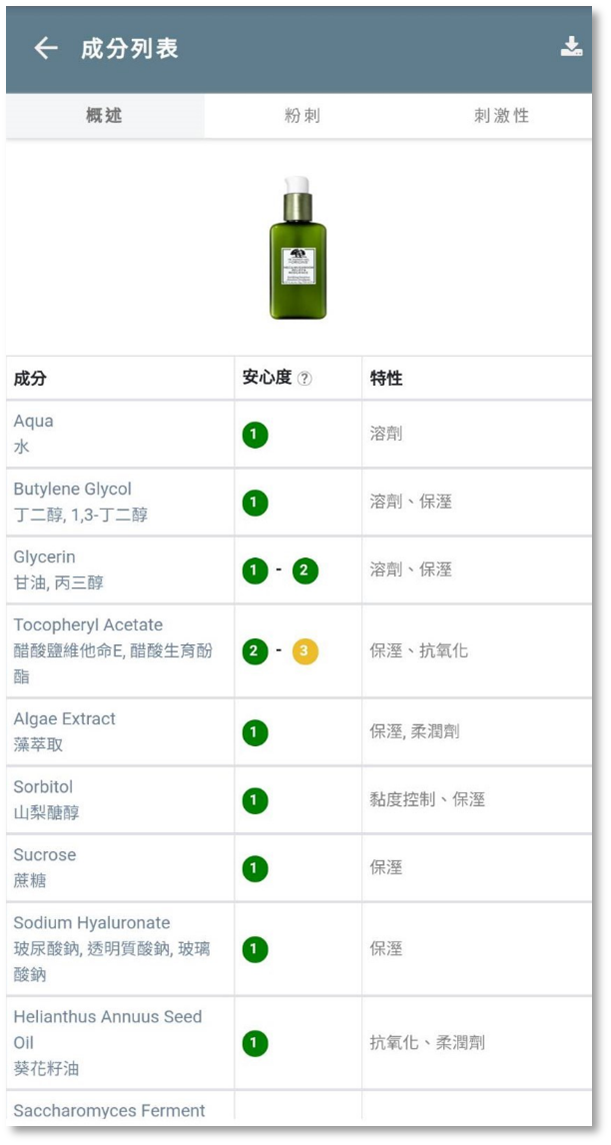 成分列表
概述
粉刺
刺激性
成分
安心度 ?
特性
Aqua
水
1
溶劑
Butylene Glycol
丁二醇, 1,3-丁二醇
1
溶劑、保溼
Glycerin
甘油, 丙三醇
1 - 2
溶劑、保溼
Tocopheryl Acetate
醋酸鹽維他命E, 醋酸生育酚
酯
2 - 3
保溼、抗氧化
Algae Extract
藻萃取
1
保溼, 柔潤劑
Sorbitol
山梨醣醇
1
黏度控制、保溼
Sucrose
蔗糖
1
保溼
Sodium Hyaluronate
玻尿酸鈉, 透明質酸鈉, 玻璃
酸鈉
1
保溼
Helianthus Annuus Seed
Oil
葵花籽油
1
抗氧化、柔潤劑
Saccharomyces Ferment